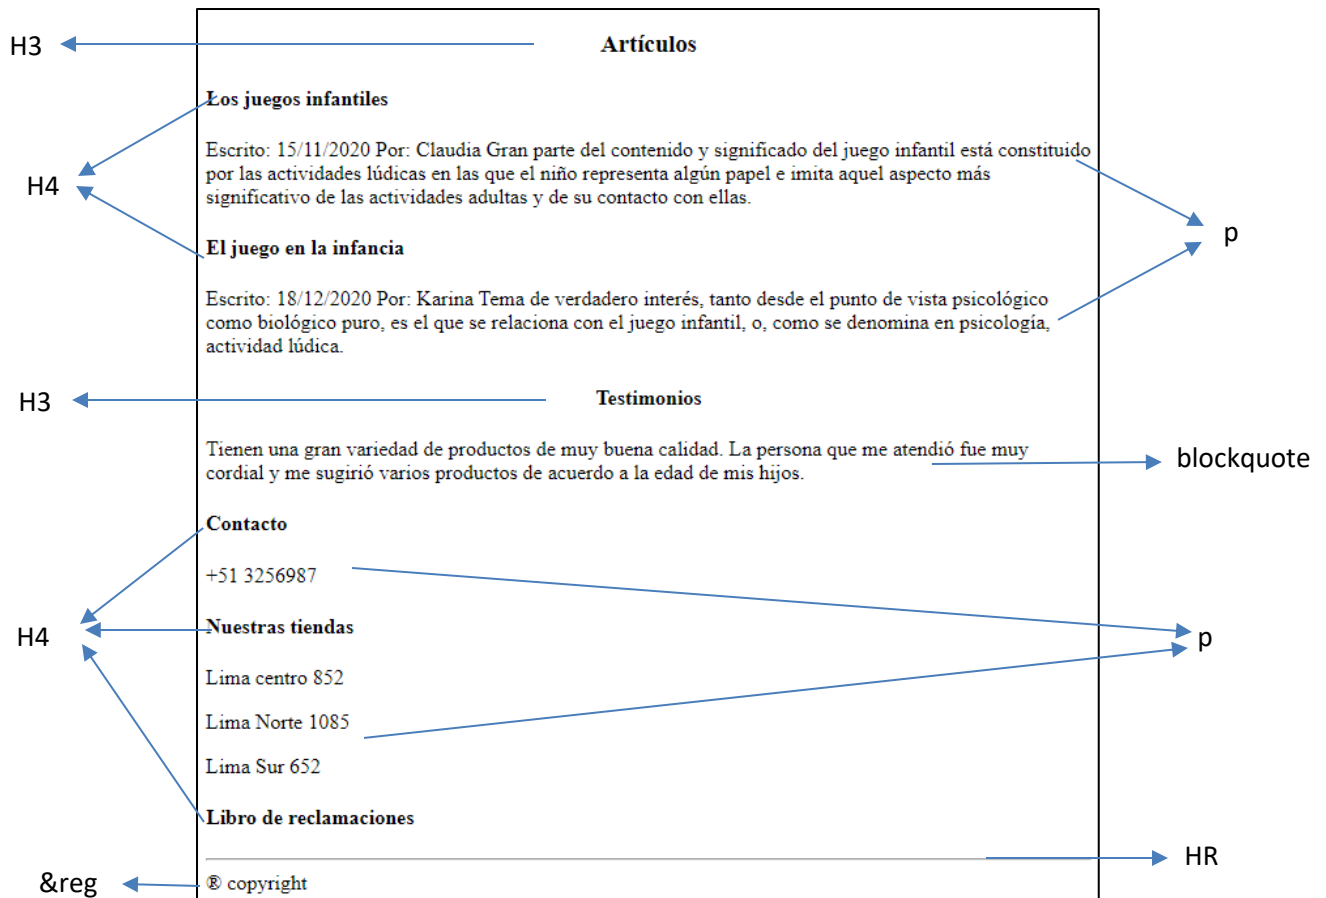 H3
Artículos
Los juegos infantiles
H4
Escrito: 15/11/2020 Por: Claudia Gran parte del contenido y significado del juego infantil está constituido
por las actividades lúdicas en las que el niño representa algún papel e imita aquel aspecto más
significativo de las actividades adultas y de su contacto con ellas.
p
El juego en la infancia
Escrito: 18/12/2020 Por: Karina Tema de verdadero interés, tanto desde el punto de vista psicológico
como biológico puro, es el que se relaciona con el juego infantil, o, como se denomina en psicología,
actividad lúdica.
H3
Testimonios
Tienen una gran variedad de productos de muy buena calidad. La persona que me atendió fue muy
cordial y me sugirió varios productos de acuerdo a la edad de mis hijos.
blockquote
Contacto
+51 3256987
H4
Nuestras tiendas
p
Lima centro 852
Lima Norte 1085
Lima Sur 652
Libro de reclamaciones
HR
&reg
® copyright